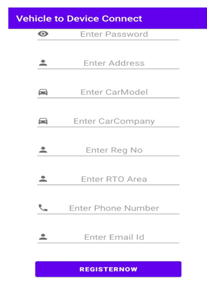 Vehicle to Device Connect
Enter Password
Enter Address
Enter CarModel
Enter CarCompany
Enter Reg No
Enter RTO Area
Enter Phone Number
Enter Email Id
REGISTERNOW